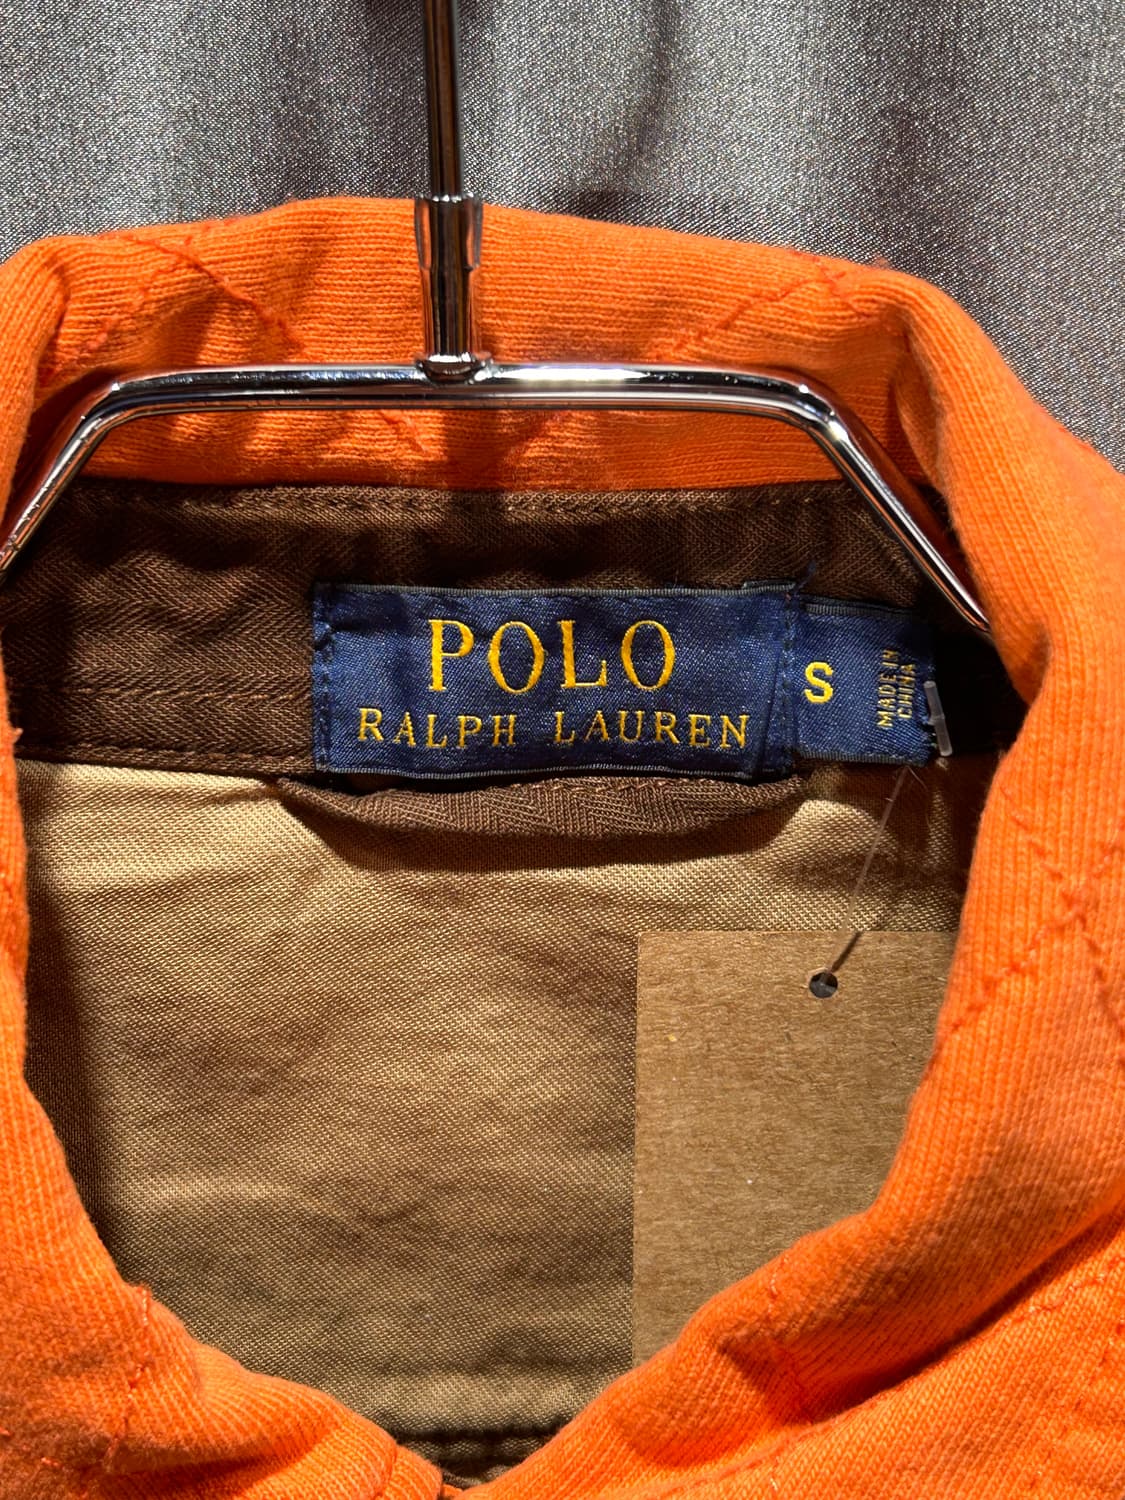 POLO
RALPH LAUREN
S
MADE IN
CHINA